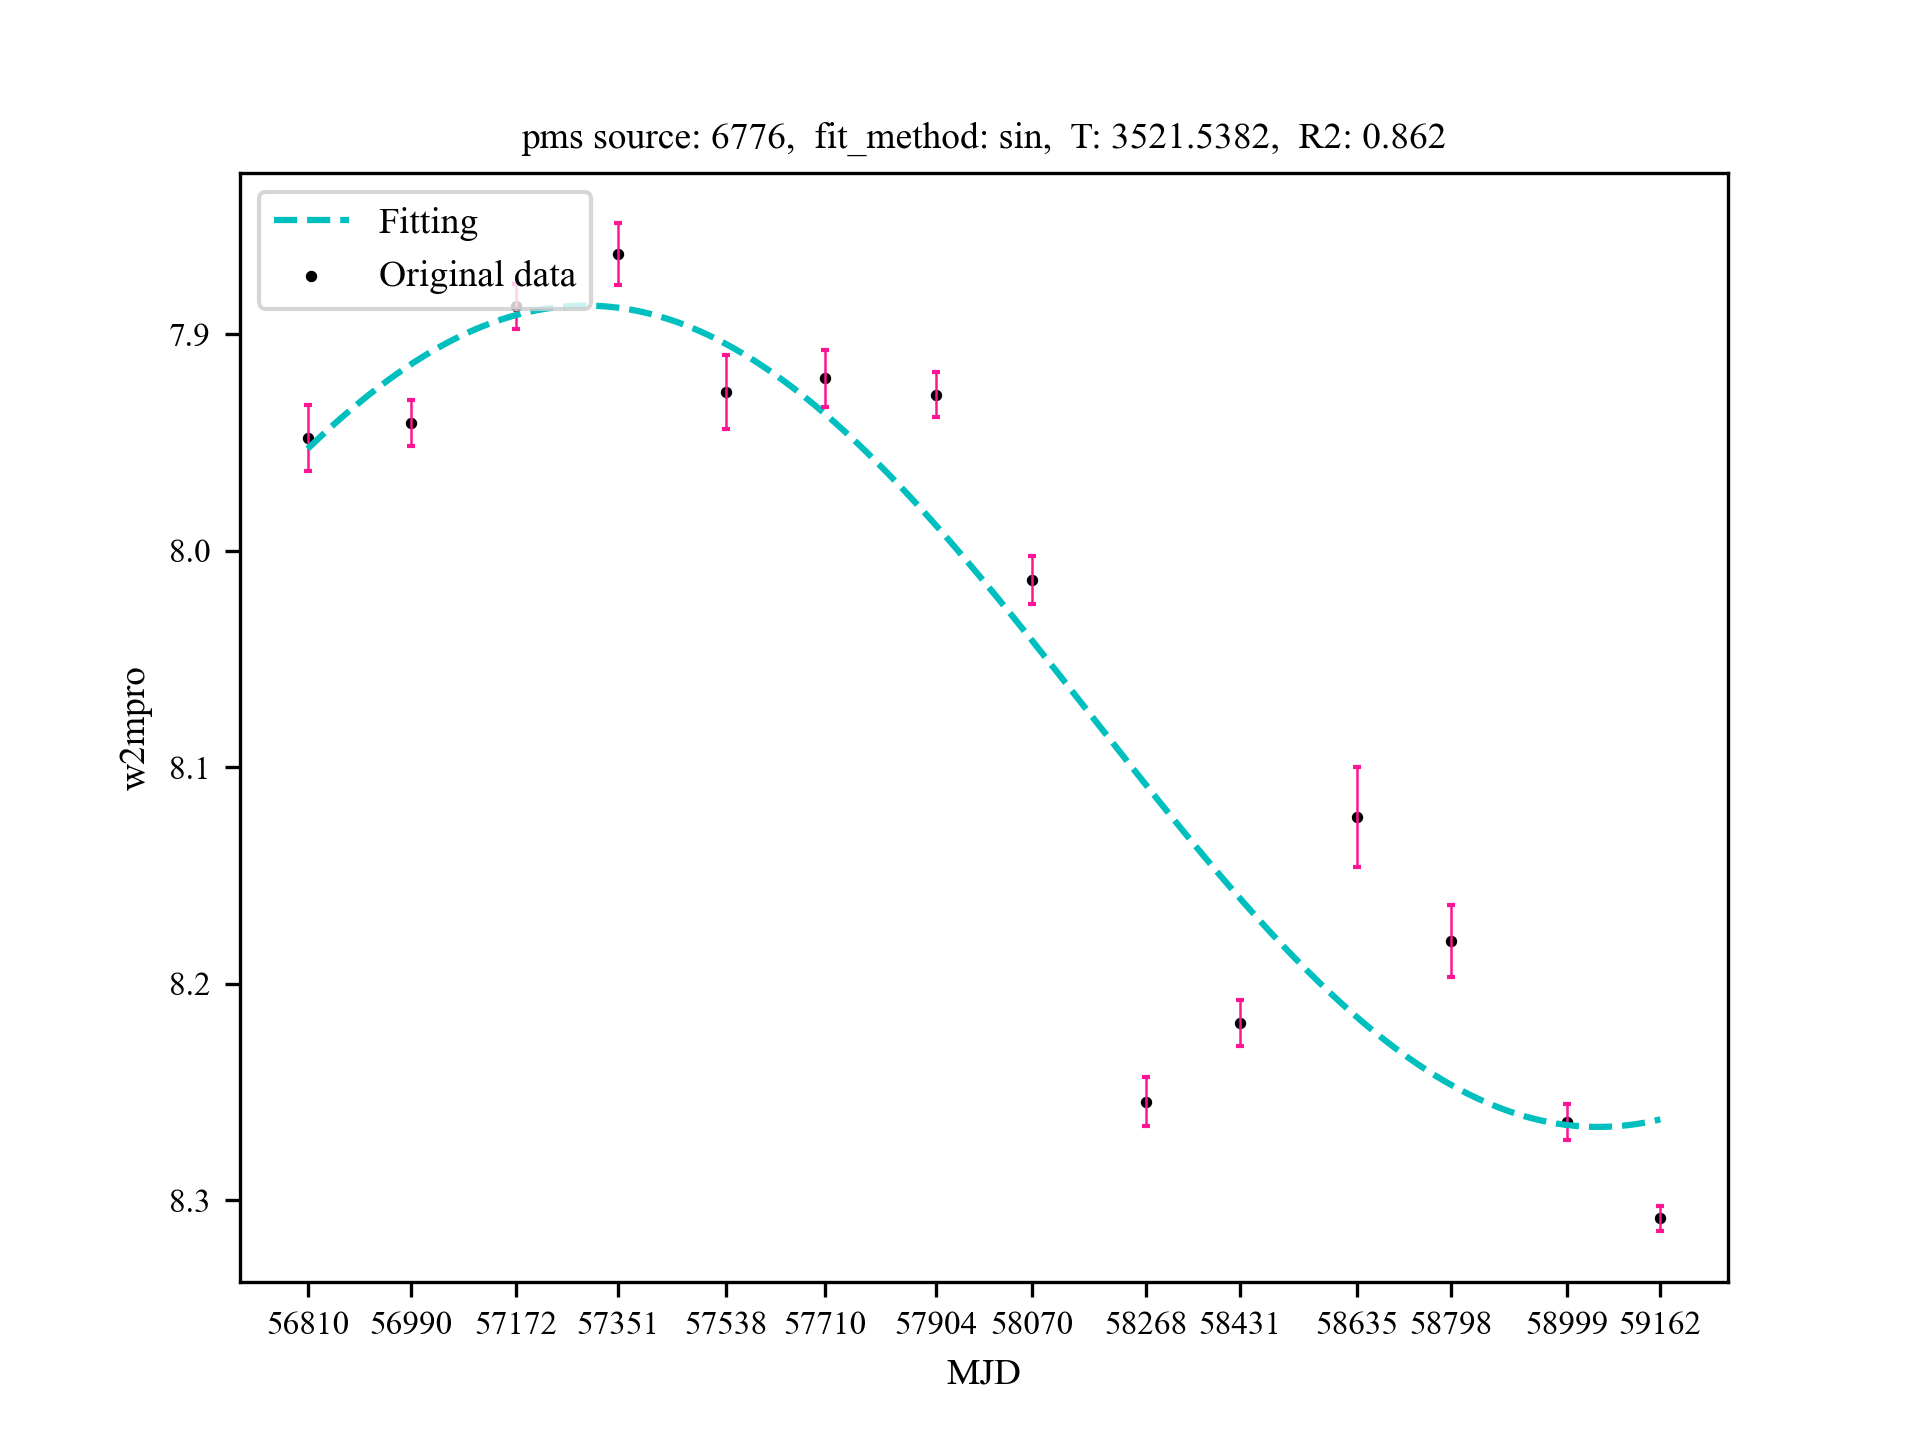 pms source: 6776, fit_method: sin, T: 3521.5382, R2: 0.862
Fitting
Original data
7.9
8.0
8.1
8.2
8.3
w2mpro
56810 56990 57172 57351 57538 57710 57904 58070 58268 58431 58635 58798 58999 59162
MJD